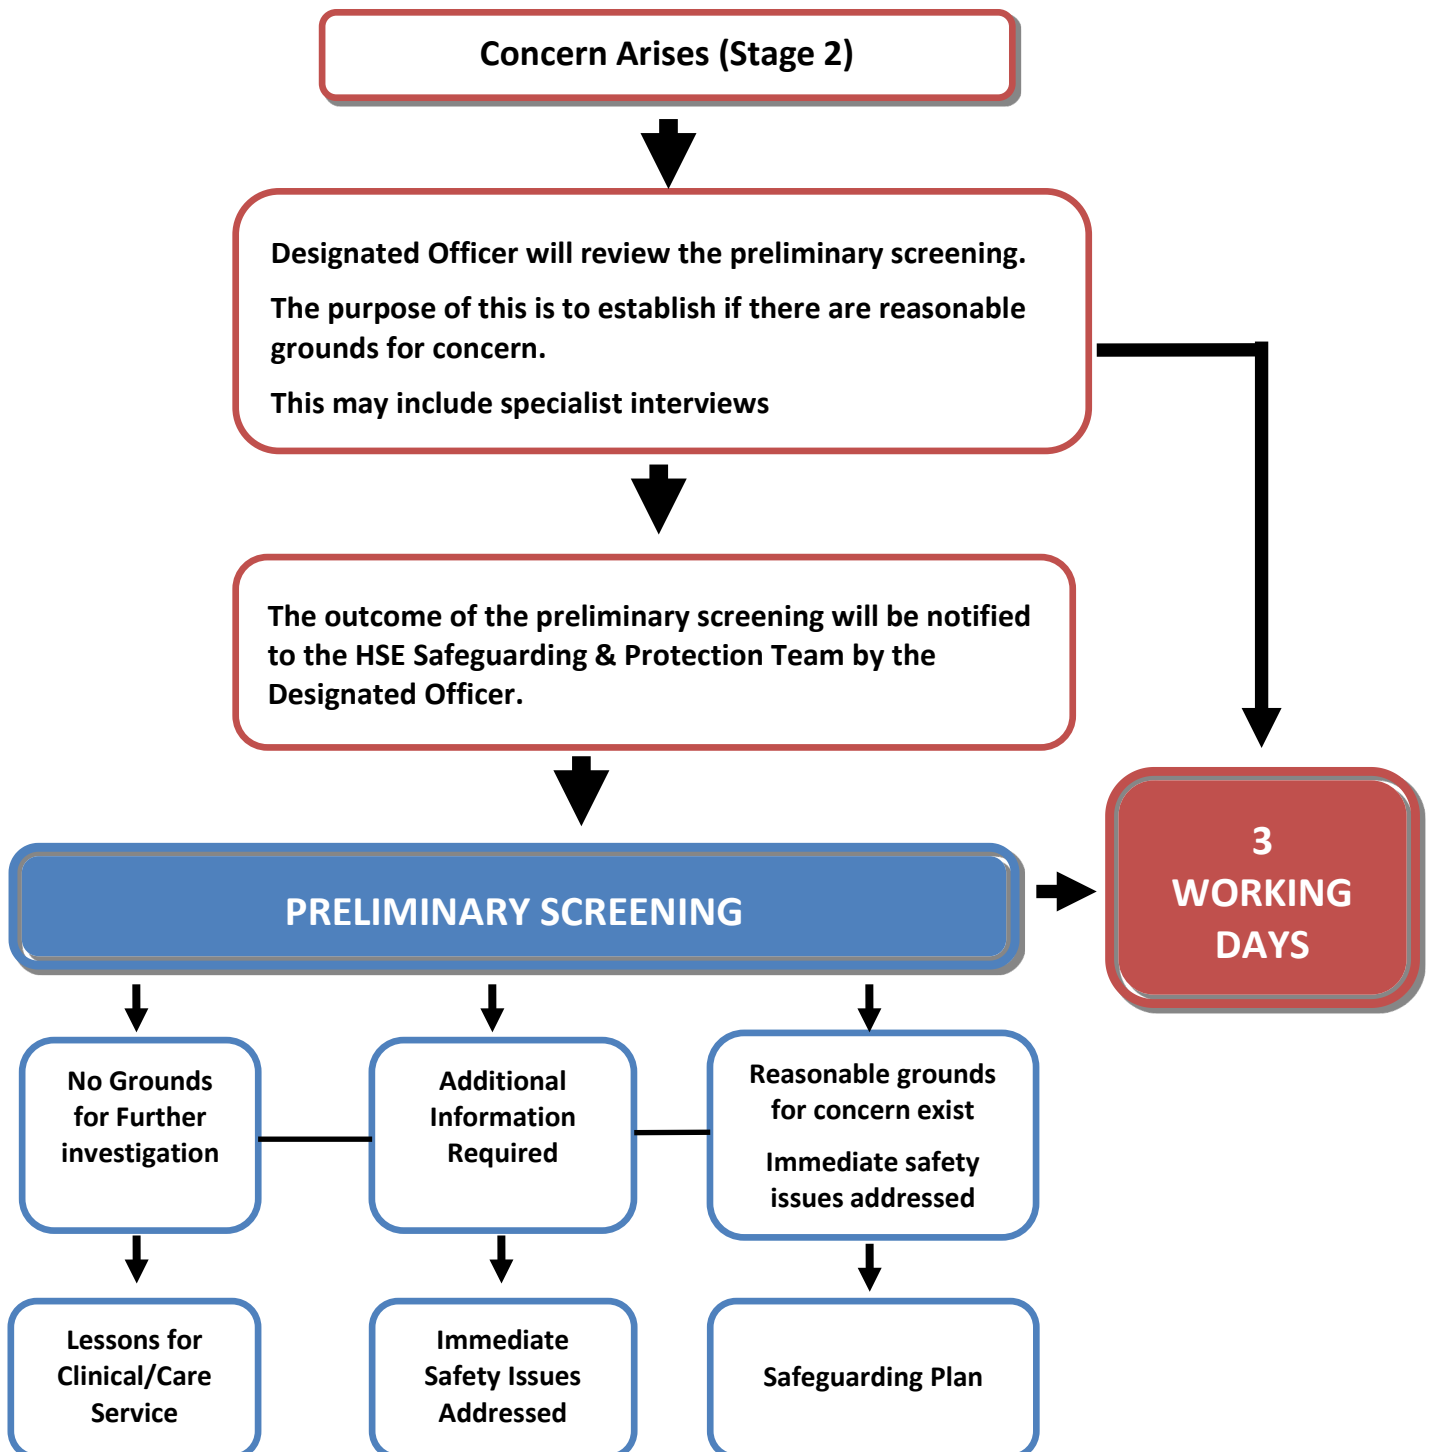 Concern Arises (Stage 2)
Designated Officer will review the preliminary screening.
The purpose of this is to establish if there are reasonable
grounds for concern.
This may include specialist interviews
The outcome of the preliminary screening will be notified
to the HSE Safeguarding & Protection Team by the
Designated Officer.
3
WORKING
DAYS
PRELIMINARY SCREENING
No Grounds
for Further
investigation
Additional
Information
Required
Reasonable grounds
for concern exist
Immediate safety
issues addressed
Lessons for
Clinical/Care
Service
Immediate
Safety Issues
Addressed
Safeguarding Plan